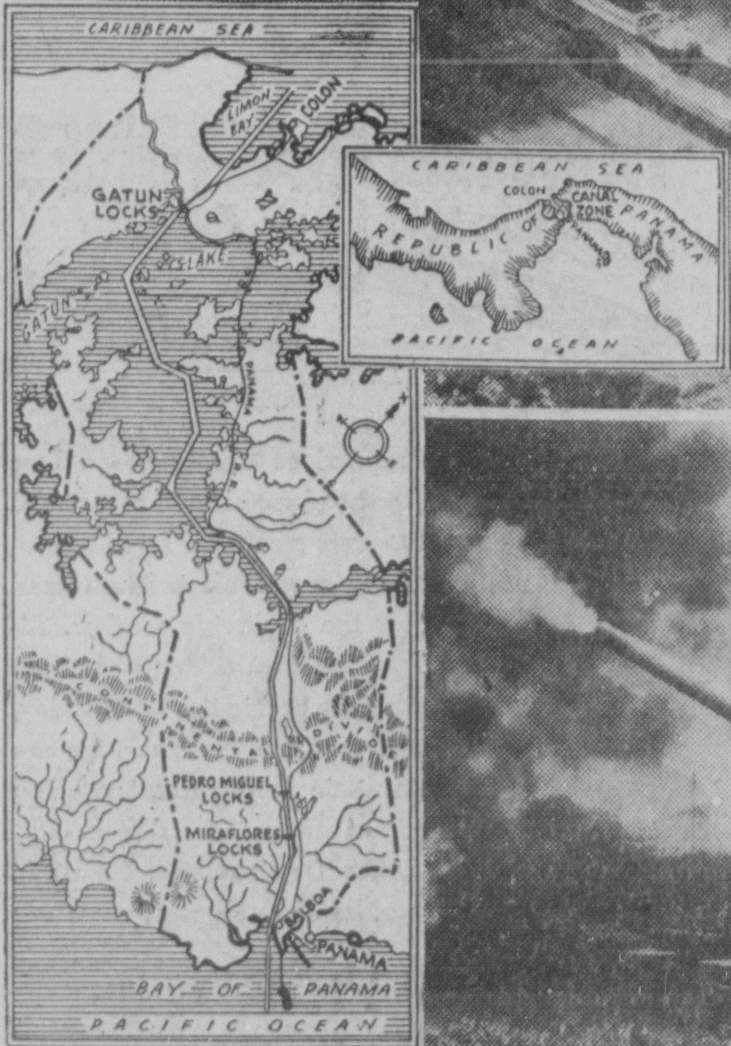 CARIBBEAN SEA
LIMON
BAY
COLON
GATUN
LOCKS
GATUN LAKE
PANAMA R.R.
N
CONTINENTAL DIVIDE
PEDRO MIGUEL
LOCKS
MIRAFLORES
LOCKS
BALBOA
PANAMA
BAY OF PANAMA
PACIFIC OCEAN
CARIBBEAN SEA
COLON
CANAL
ZONE
REPUBLIC OF PANAMA
PANAMA
PACIFIC OCEAN